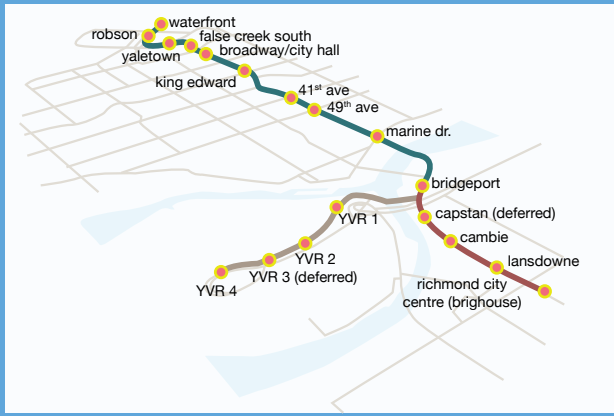 waterfront
robson
false creek south
yaletown
broadway/city hall
king edward
41st ave
49th ave
marine dr.
bridgeport
capstan (deferred)
YVR 1
cambie
YVR 2
lansdowne
YVR 3 (deferred)
richmond city
centre (brighouse)
YVR 4